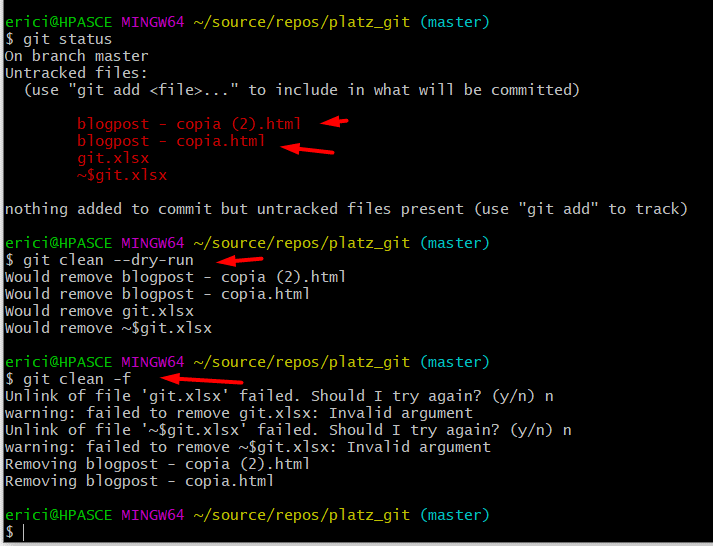 erici@HPASCE MINGW64 ~/source/repos/platz_git (master)
$ git status
On branch master
Untracked files:
  (use "git add <file>..." to include in what will be committed)

        blogpost - copia (2).html
        blogpost - copia.html
        git.xlsx
        ~$git.xlsx

nothing added to commit but untracked files present (use "git add" to track)

erici@HPASCE MINGW64 ~/source/repos/platz_git (master)
$ git clean --dry-run
Would remove blogpost - copia (2).html
Would remove blogpost - copia.html
Would remove git.xlsx
Would remove ~$git.xlsx

erici@HPASCE MINGW64 ~/source/repos/platz_git (master)
$ git clean -f
Unlink of file 'git.xlsx' failed. Should I try again? (y/n) n
warning: failed to remove git.xlsx: Invalid argument
Unlink of file '~$git.xlsx' failed. Should I try again? (y/n) n
warning: failed to remove ~$git.xlsx: Invalid argument
Removing blogpost - copia (2).html
Removing blogpost - copia.html

erici@HPASCE MINGW64 ~/source/repos/platz_git (master)
$